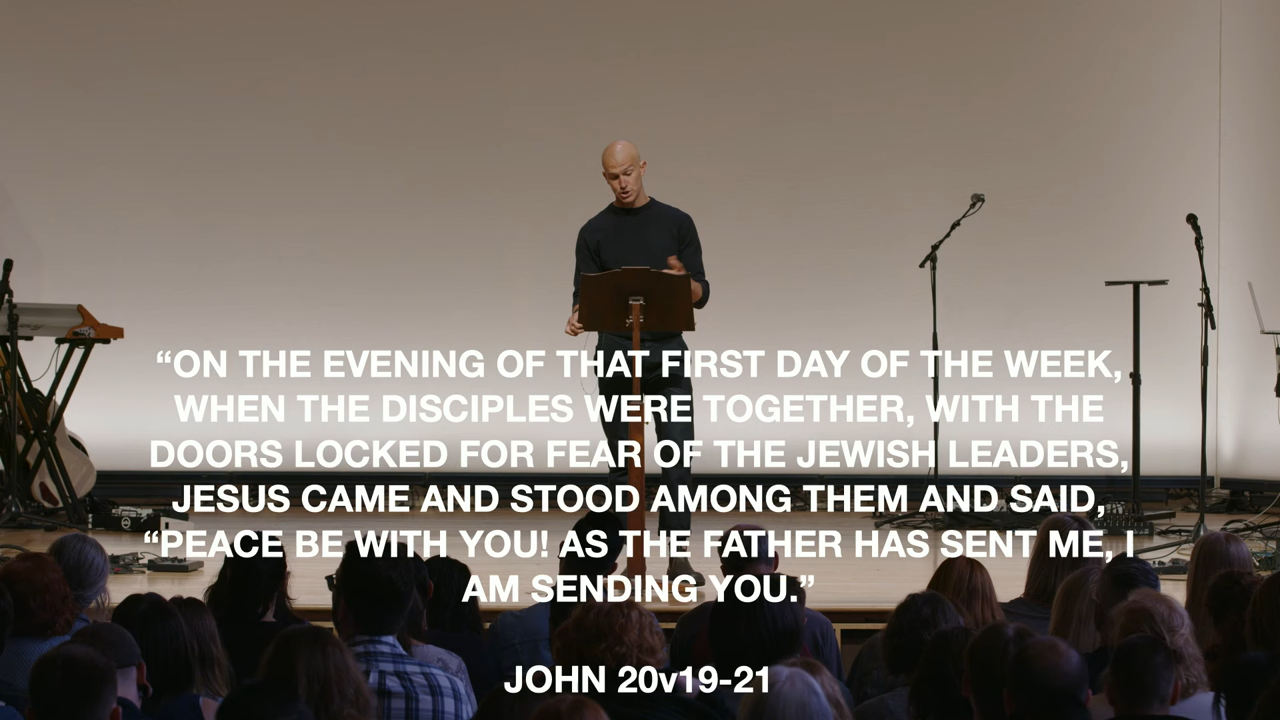 “ON THE EVENING OF THAT FIRST DAY OF THE WEEK,
WHEN THE DISCIPLES WERE TOGETHER, WITH THE
DOORS LOCKED FOR FEAR OF THE JEWISH LEADERS,
JESUS CAME AND STOOD AMONG THEM AND SAID,
“PEACE BE WITH YOU! AS THE FATHER HAS SENT ME, I
AM SENDING YOU.”
JOHN 20v19-21